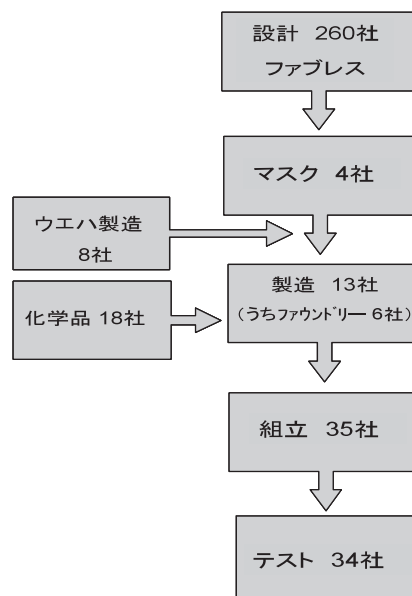 設計 260社
ファブレス
マスク 4社
ウエハ製造
8社
製造 13社
(うちファウンドリー 6社)
化学品 18社
組立 35社
テスト 34社